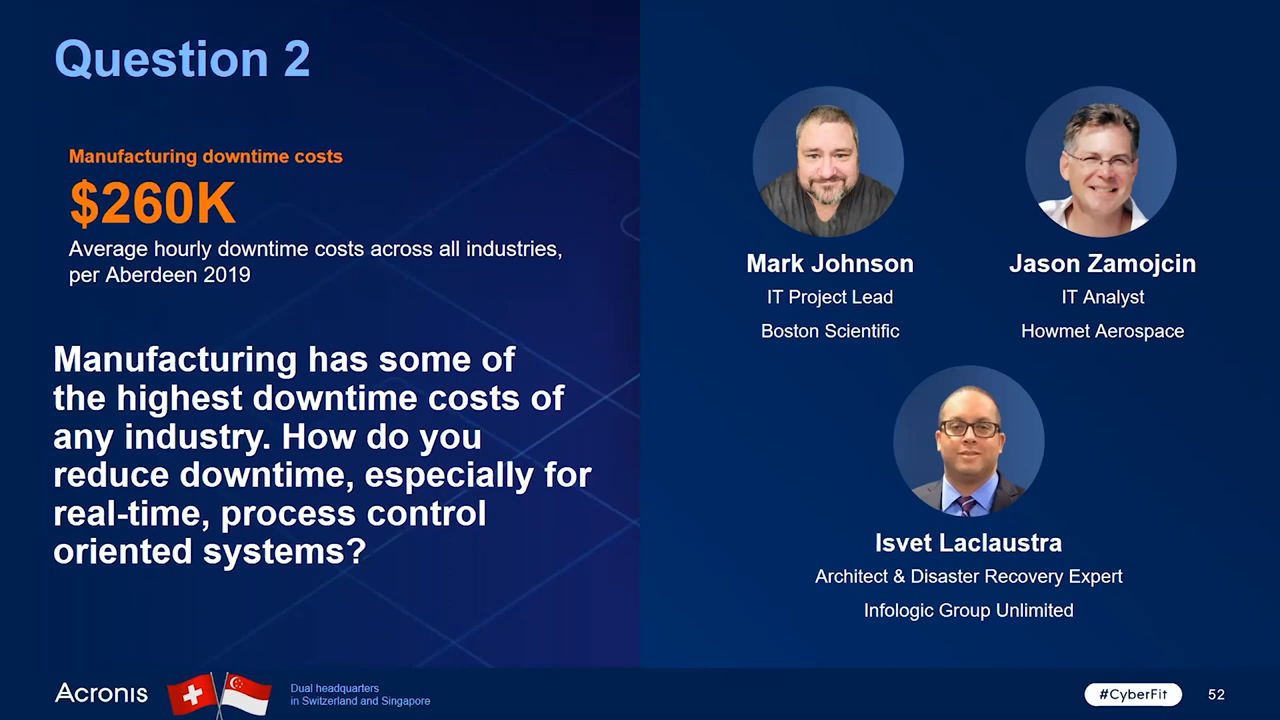 Question 2
Manufacturing downtime costs
$260K
Average hourly downtime costs across all industries,
per Aberdeen 2019
Manufacturing has some of
the highest downtime costs of
any industry. How do you
reduce downtime, especially for
real-time, process control
oriented systems?
Mark Johnson
IT Project Lead
Boston Scientific
Jason Zamojcin
IT Analyst
Howmet Aerospace
Isvet Laclaustra
Architect & Disaster Recovery Expert
Infologic Group Unlimited
Acronis
Dual headquarters
in Switzerland and Singapore
#CyberFit
52